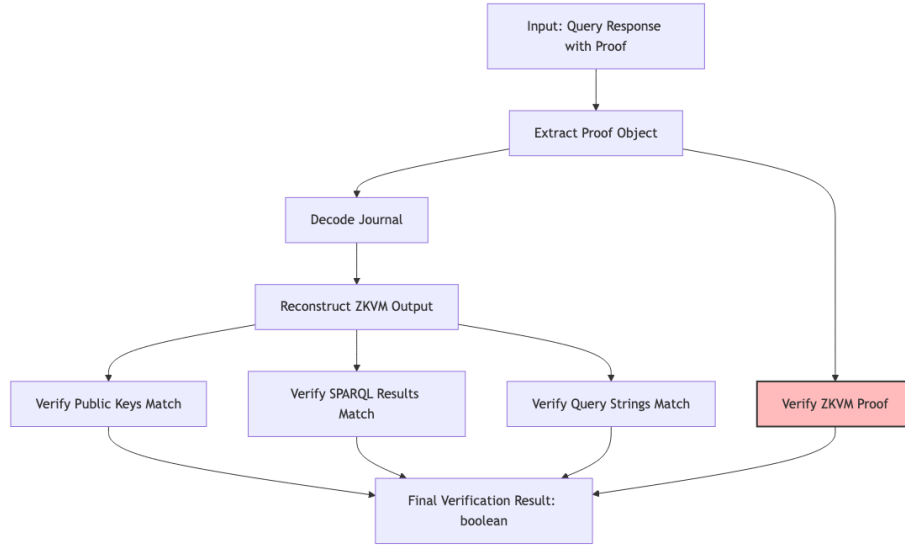 Input: Query Response
with Proof
Extract Proof Object
Decode Journal
Reconstruct ZKVM Output
Verify Public Keys Match
Verify SPARQL Results
Match
Verify Query Strings Match
Verify ZKVM Proof
Final Verification Result:
boolean